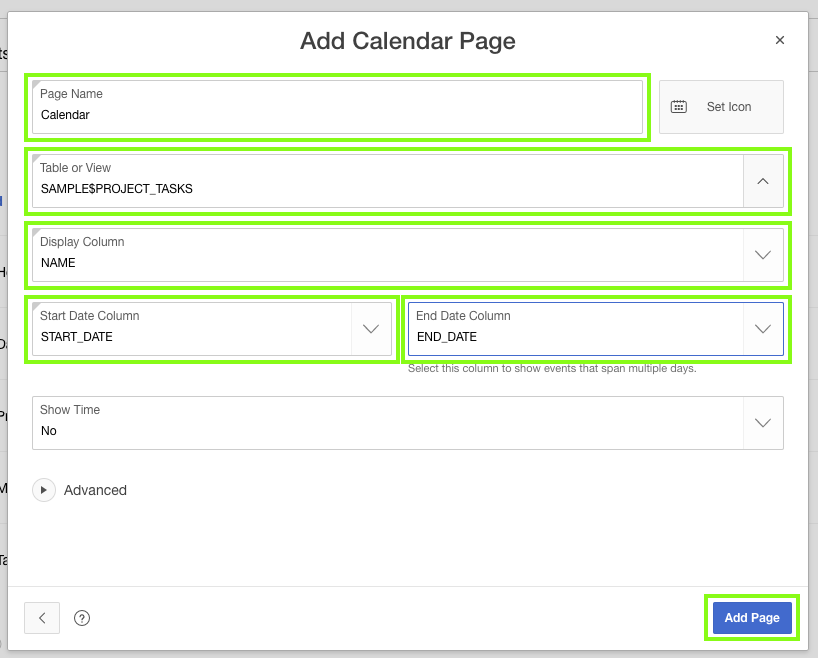 Add Calendar Page
Page Name
Calendar
Set Icon
Table or View
SAMPLE$PROJECT_TASKS
Display Column
NAME
Start Date Column
START_DATE
End Date Column
END_DATE
Select this column to show events that span multiple days.
Show Time
No
Advanced
?
Add Page